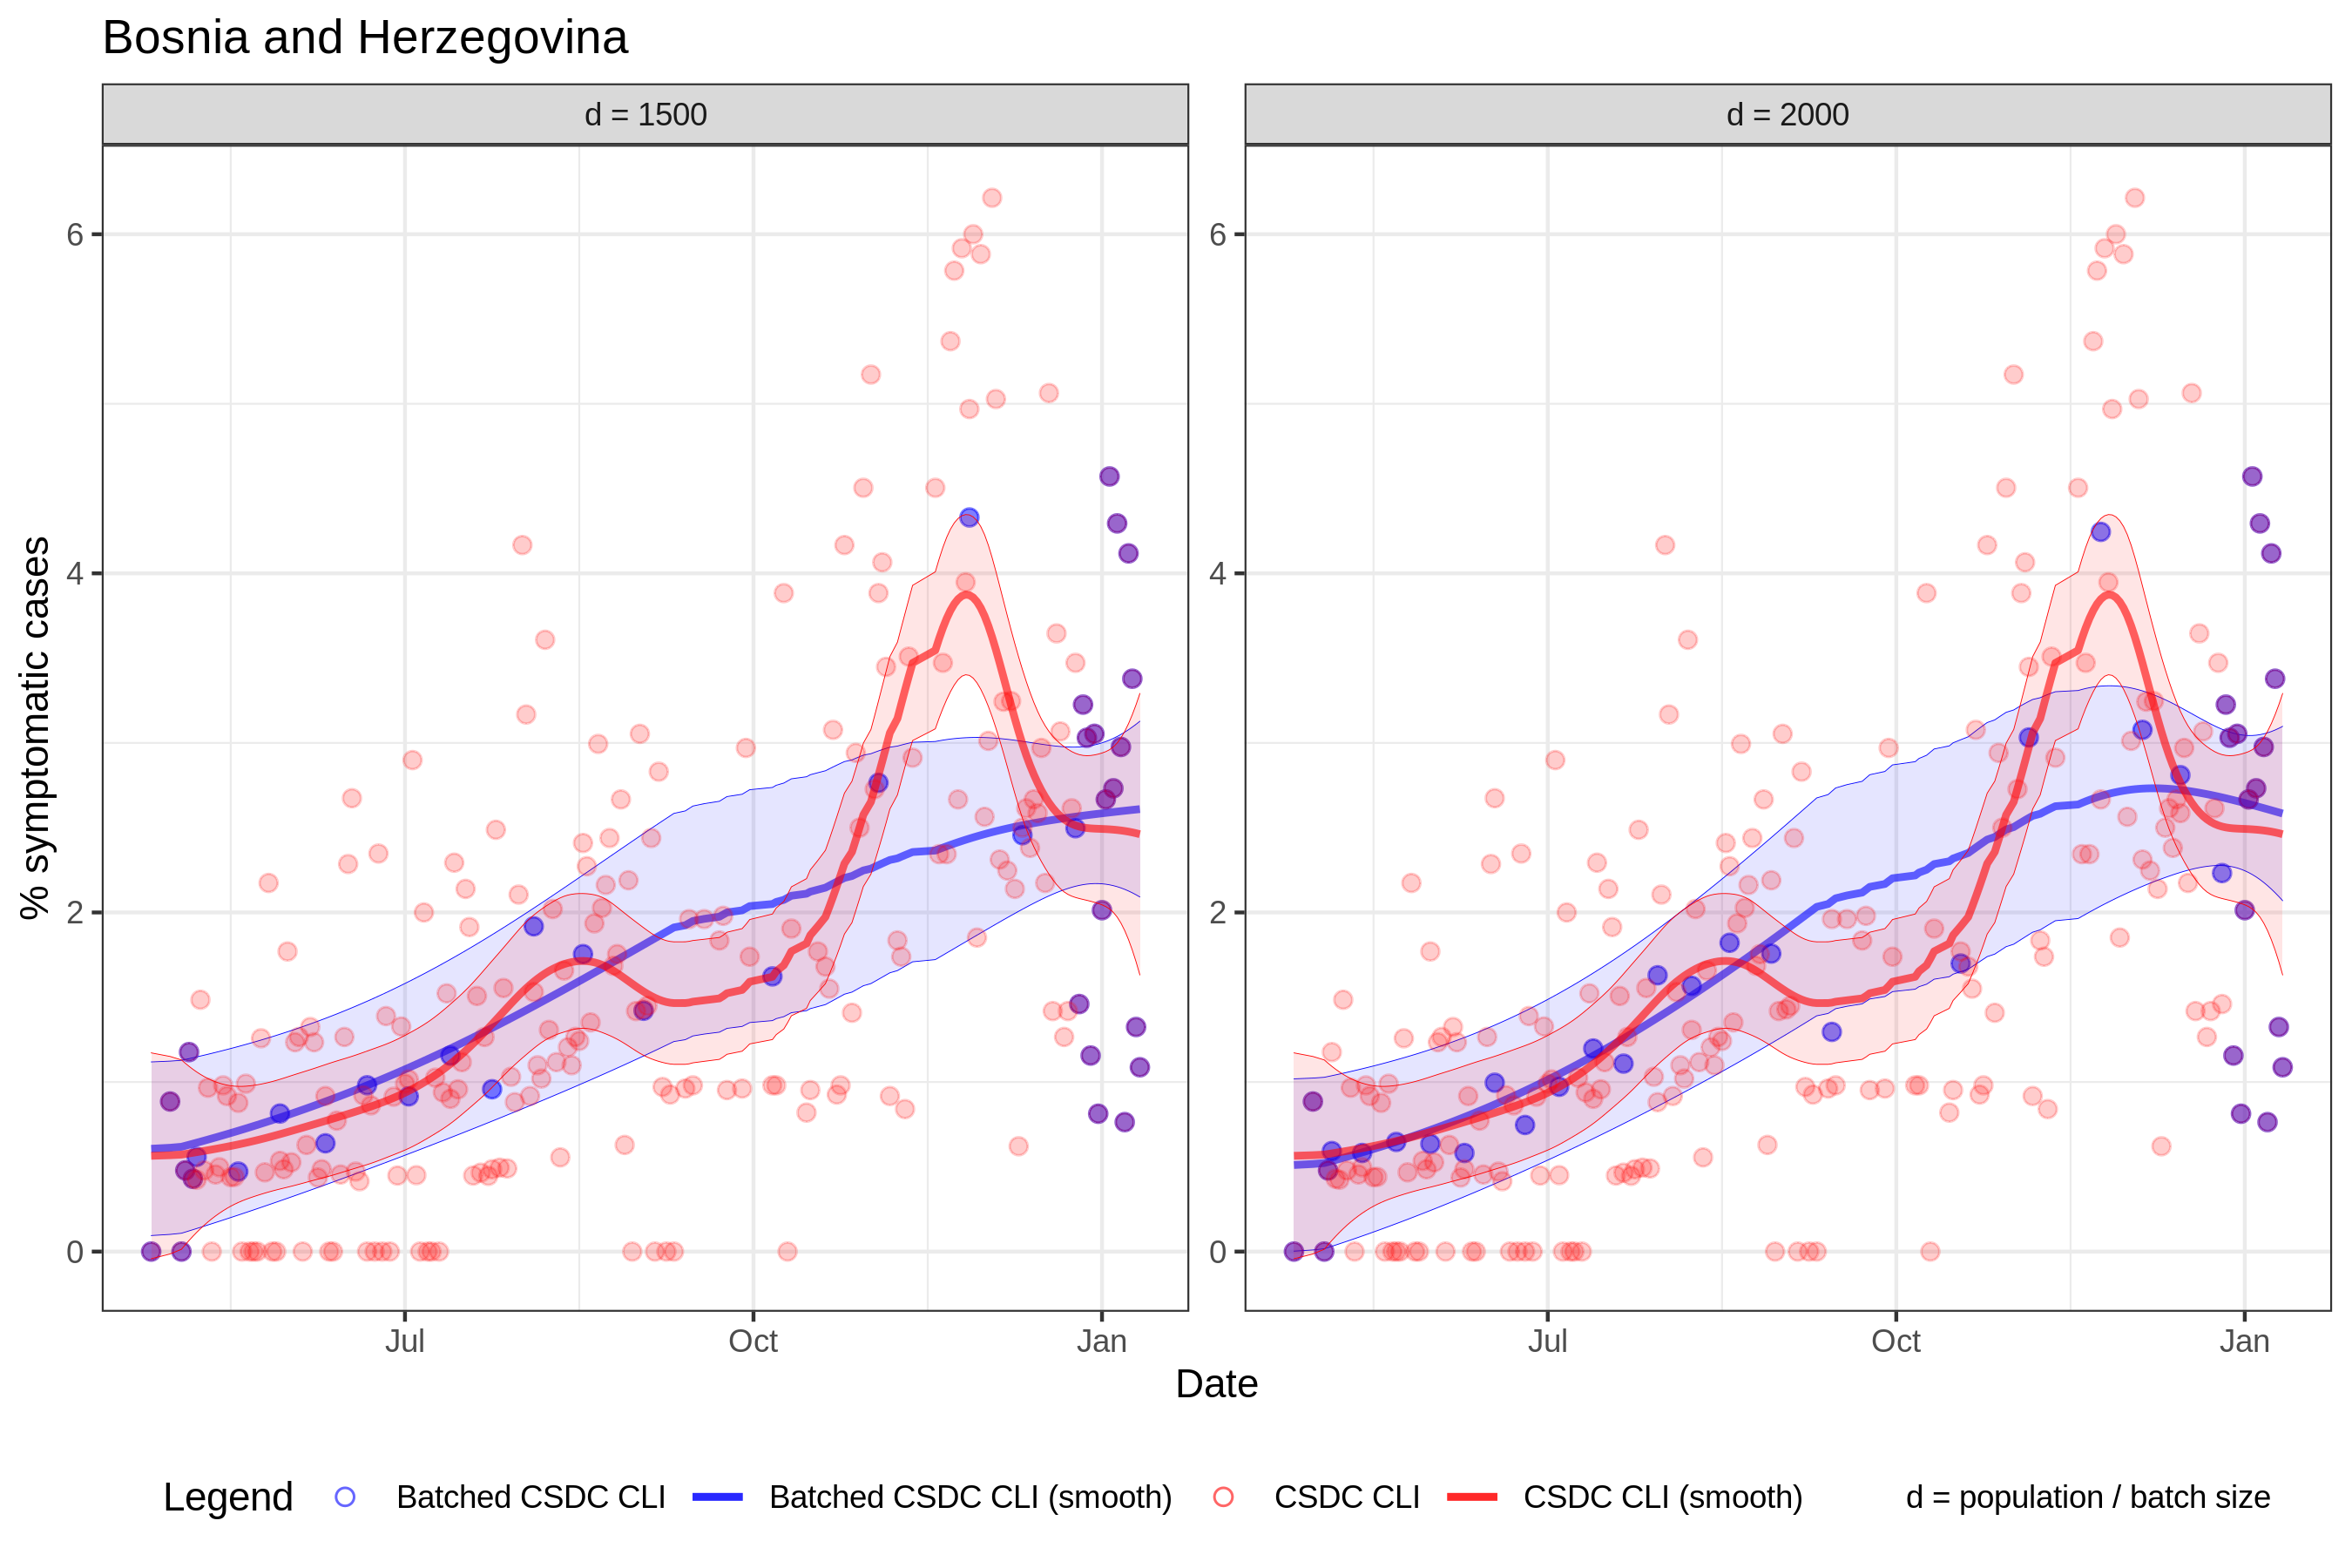 Bosnia and Herzegovina
d = 1500
d = 2000
% symptomatic cases
6
4
2
0
6
4
2
0
Jul
Oct
Jan
Jul
Oct
Jan
Date
Legend
Batched CSDC CLI
Batched CSDC CLI (smooth)
CSDC CLI
CSDC CLI (smooth)
d = population / batch size